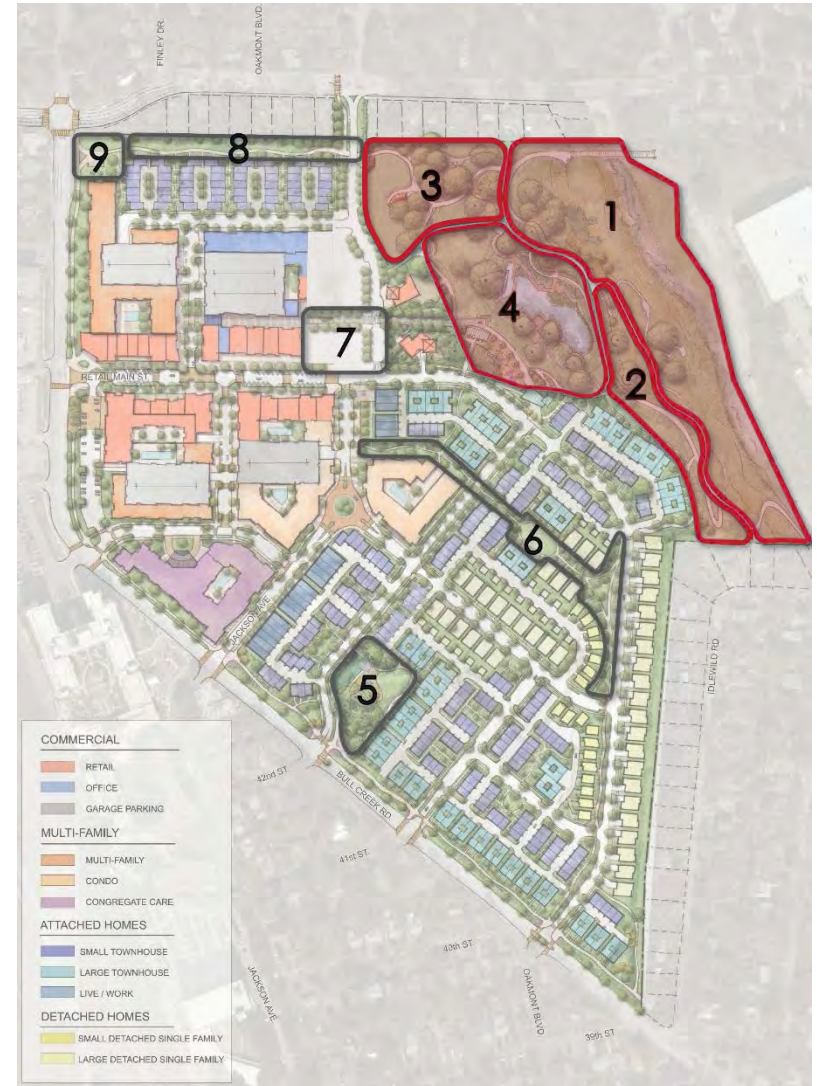 FINLEY DR.
OAKMONT BLVD.
9
8
3
1
4
7
2
RETAIL MAIN ST.
6
JACKSON AVE
5
IDLEWILD RD
42nd ST.
BULL CREEK RD
41st ST.
40th ST.
JACKSON AVE
OAKMONT BLVD
39th ST.
COMMERCIAL
RETAIL
OFFICE
GARAGE PARKING
MULTI-FAMILY
MULTI-FAMILY
CONDO
CONGREGATE CARE
ATTACHED HOMES
SMALL TOWNHOUSE
LARGE TOWNHOUSE
LIVE / WORK
DETACHED HOMES
SMALL DETACHED SINGLE FAMILY
LARGE DETACHED SINGLE FAMILY